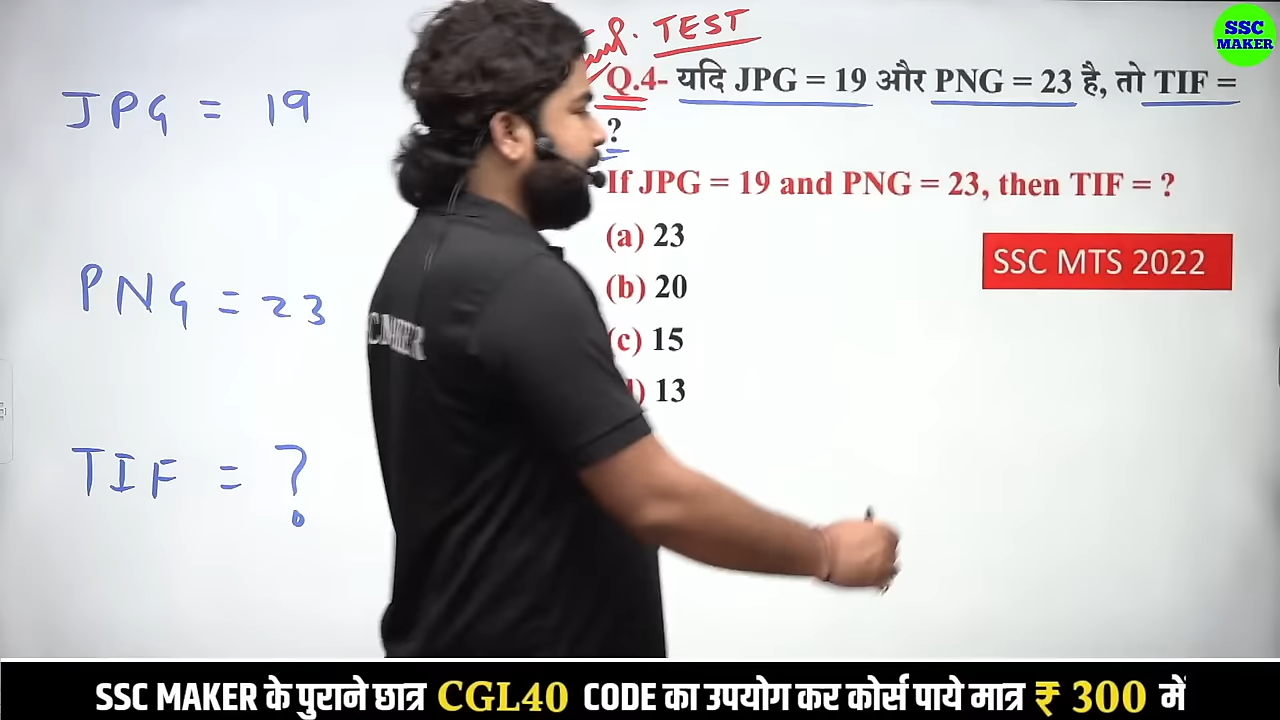 TEST
SSC
MAKER
Q.4- यदि JPG = 19 और PNG = 23 है, तो TIF =
?
If JPG = 19 and PNG = 23, then TIF = ?
(a) 23
(b) 20
(c) 15
) 13
SSC MTS 2022
JPG = 19
PNG = 23
TIF = ?
SSC MAKER के पुराने छात्र CGL40 CODE का उपयोग कर कोर्स पाये मात्र ₹ 300 में